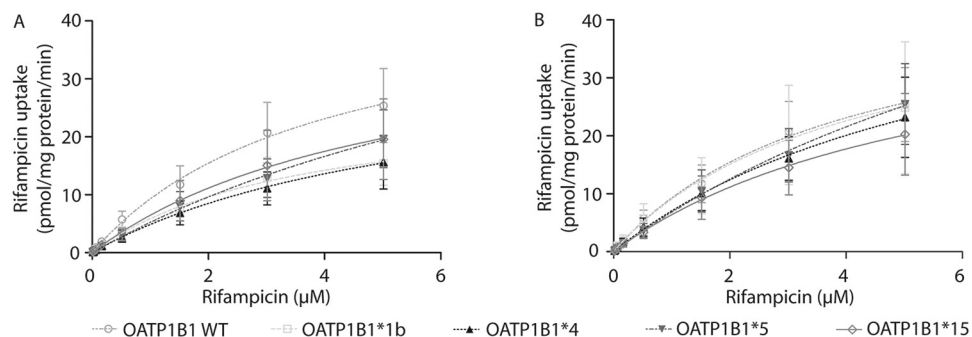 A
B
40
30
20
10
0
Rifampicin uptake
(pmol/mg protein/min)
0 2 4 6
Rifampicin (μM)
40
30
20
10
0
Rifampicin uptake
(pmol/mg protein/min)
0 2 4 6
Rifampicin (μM)
OATP1B1 WT OATP1B1*1b OATP1B1*4 OATP1B1*5 OATP1B1*15